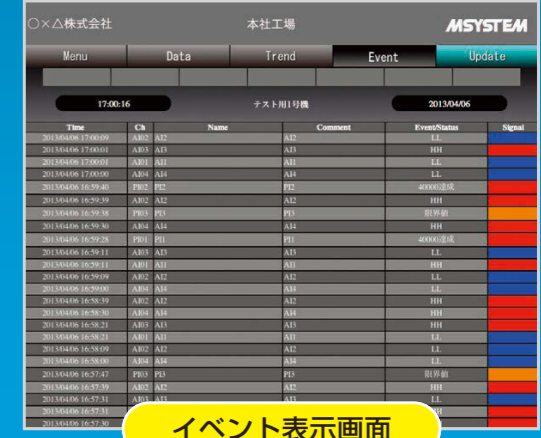 ○×△株式会社 本社工場 MSYSTEM
Menu Data Trend Event Update
17:00:16 テスト用1号機 2013/04/06
Time Ch Name Comment Event/Status Signal
2013/04/06 17:00:09 AI02 AI2 AI2 LL
2013/04/06 17:00:01 AI03 AI3 AI3 HH
2013/04/06 17:00:01 AI01 AI1 AI1 LL
2013/04/06 17:00:00 AI04 AI4 AI4 LL
2013/04/06 16:59:40 PI02 PI2 PI2 40000達成
2013/04/06 16:59:39 AI02 AI2 AI2 HH
2013/04/06 16:59:38 PI03 PI3 PI3 限界値
2013/04/06 16:59:30 AI04 AI4 AI4 HH
2013/04/06 16:59:28 PI01 PI1 PI1 40000達成
2013/04/06 16:59:11 AI03 AI3 AI3 LL
2013/04/06 16:59:11 AI01 AI1 AI1 HH
2013/04/06 16:59:09 AI02 AI2 AI2 LL
2013/04/06 16:59:00 AI04 AI4 AI4 LL
2013/04/06 16:58:39 AI02 AI2 AI2 HH
2013/04/06 16:58:30 AI04 AI4 AI4 HH
2013/04/06 16:58:21 AI03 AI3 AI3 HH
2013/04/06 16:58:21 AI01 AI1 AI1 LL
2013/04/06 16:58:09 AI02 AI2 AI2 LL
2013/04/06 16:58:00 AI04 AI4 AI4 LL
2013/04/06 16:57:47 PI03 PI3 PI3 限界値
2013/04/06 16:57:39 AI02 AI2 AI2 HH
2013/04/06 16:57:31 AI03 AI3 AI3 LL
2013/04/06 16:57:31
2013/04/06 16:57:30
イベント表示画面